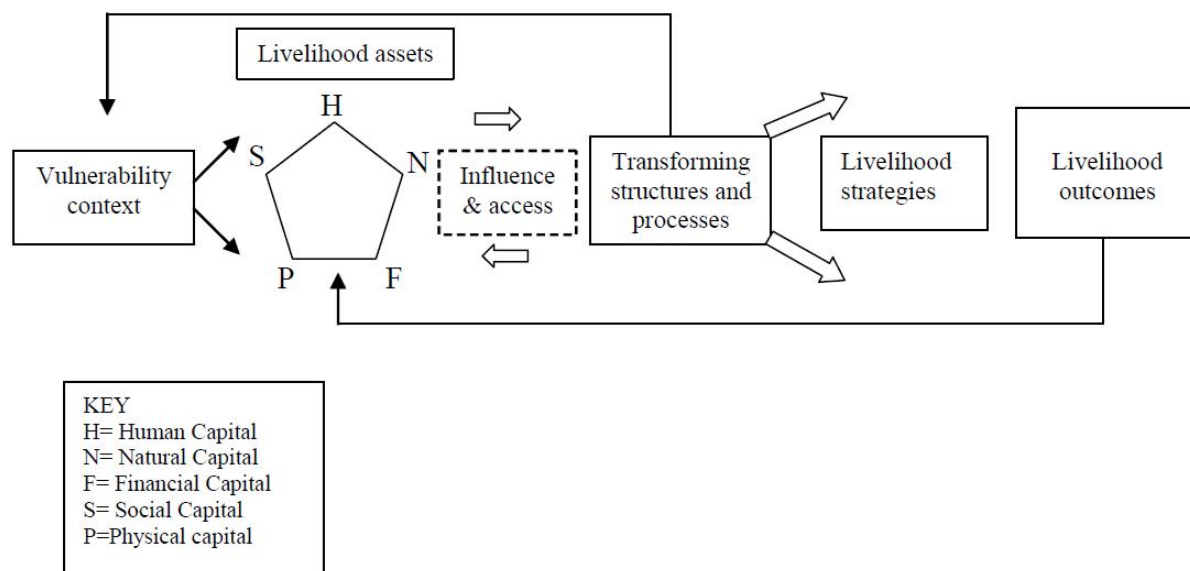 Livelihood assets
H
S
N
P
F
Vulnerability
context
Influence
& access
Transforming
structures and
processes
Livelihood
strategies
Livelihood
outcomes
KEY
H= Human Capital
N= Natural Capital
F= Financial Capital
S= Social Capital
P=Physical capital